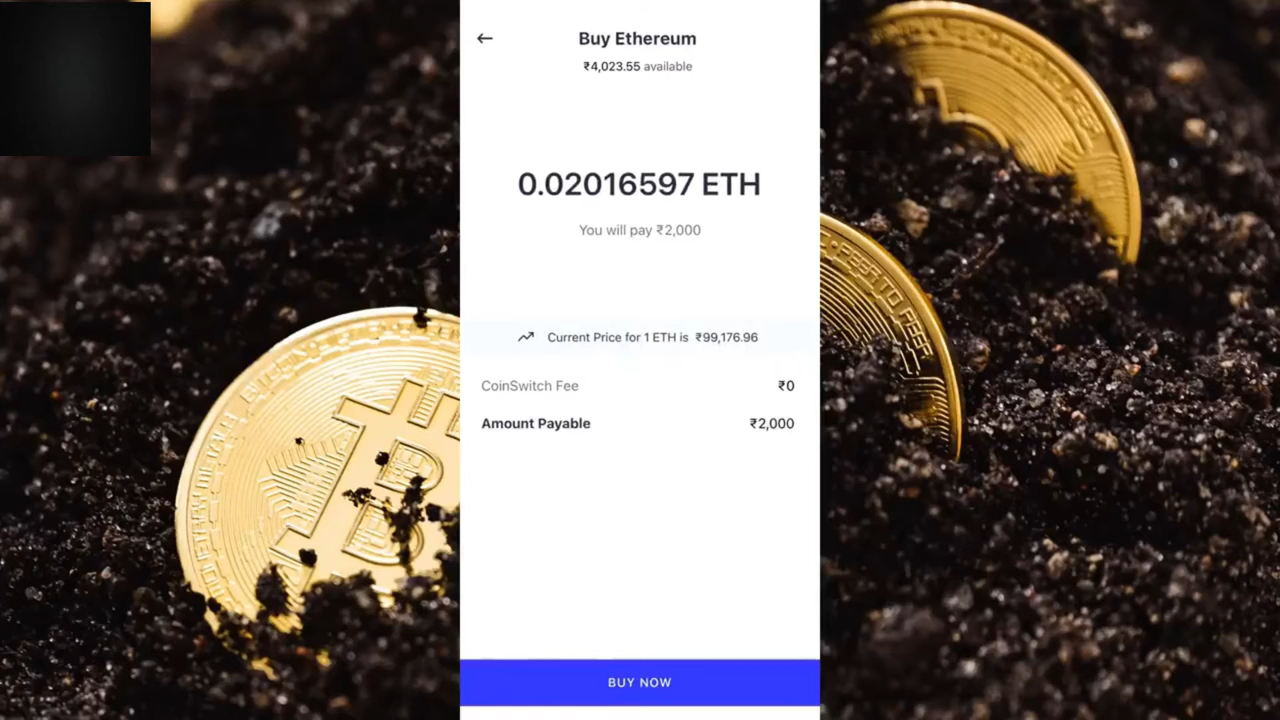 Buy Ethereum
₹4,023.55 available
0.02016597 ETH
You will pay ₹2,000
Current Price for 1 ETH is ₹99,176.96
CoinSwitch Fee ₹0
Amount Payable ₹2,000
BUY NOW